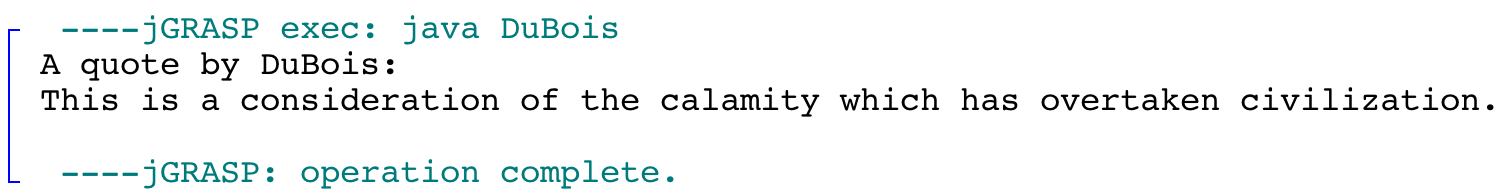 ----jGRASP exec: java DuBois
A quote by DuBois:
This is a consideration of the calamity which has overtaken civilization.
----jGRASP: operation complete.